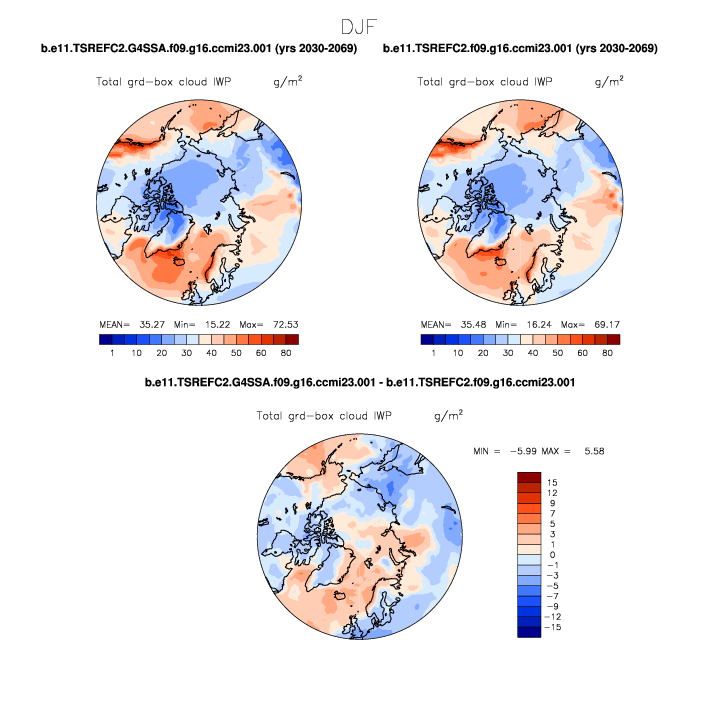 DJF
b.e11.TSREFC2.G4SSA.f09.g16.ccmi23.001 (yrs 2030-2069) b.e11.TSREFC2.f09.g16.ccmi23.001 (yrs 2030-2069)
Total grd-box cloud IWP g/m² Total grd-box cloud IWP g/m²
MEAN= 35.27 Min= 15.22 Max= 72.53 MEAN= 35.48 Min= 16.24 Max= 69.17
1 10 20 30 40 50 60 80 1 10 20 30 40 50 60 80
b.e11.TSREFC2.G4SSA.f09.g16.ccmi23.001 - b.e11.TSREFC2.f09.g16.ccmi23.001
Total grd-box cloud IWP g/m²
MIN = -5.99 MAX = 5.58
15
12
9
7
5
3
1
0
-1
-3
-5
-7
-9
-12
-15